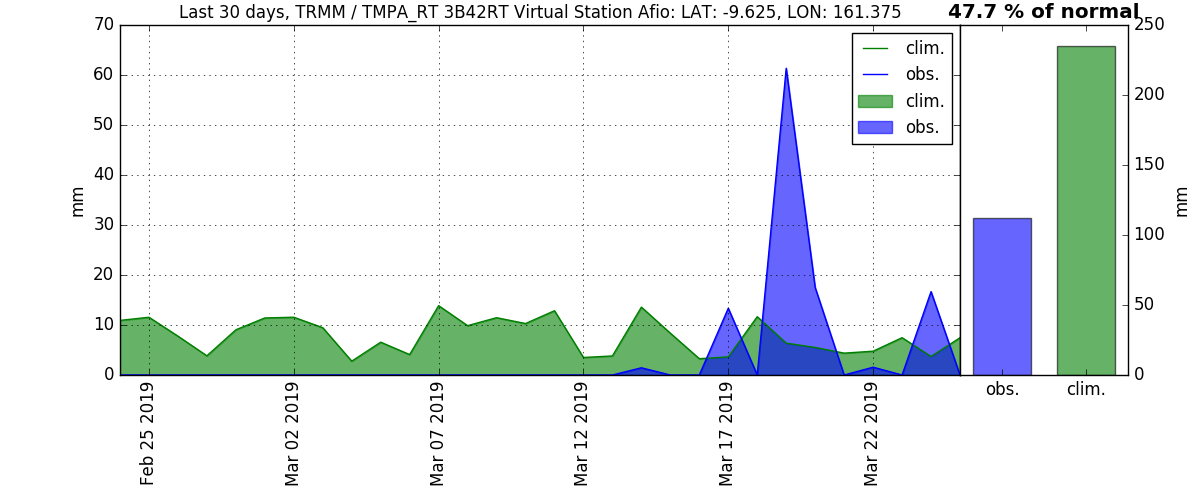 Last 30 days, TRMM / TMPA_RT 3B42RT Virtual Station Afio: LAT: -9.625, LON: 161.375
47.7 % of normal
70
60
50
40
30
20
10
0
mm
clim.
obs.
clim.
obs.
250
200
150
100
50
0
mm
obs.
clim.
Feb 25 2019
Mar 02 2019
Mar 07 2019
Mar 12 2019
Mar 17 2019
Mar 22 2019